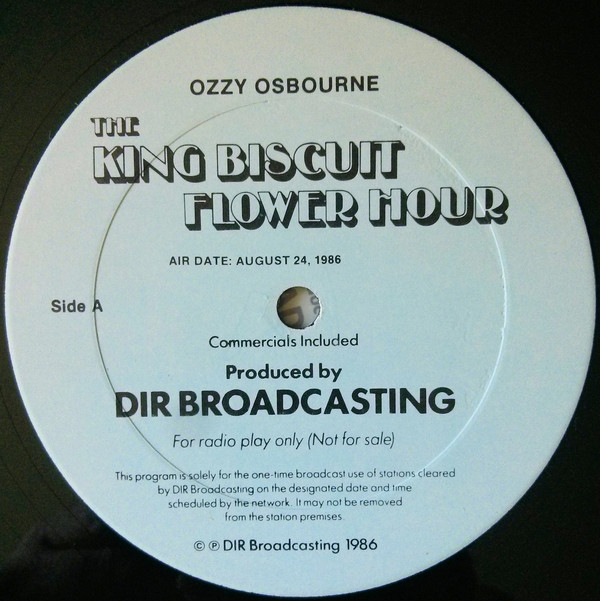 OZZY OSBOURNE
THE
KING BISCUIT
FLOWER HOUR
AIR DATE: AUGUST 24, 1986
Side A
Commercials Included
Produced by
DIR BROADCASTING
For radio play only (Not for sale)
This program is solely for the one-time broadcast use of stations cleared
by DIR Broadcasting on the designated date and time
scheduled by the network. It may not be removed
from the station premises.
© ℗ DIR Broadcasting 1986